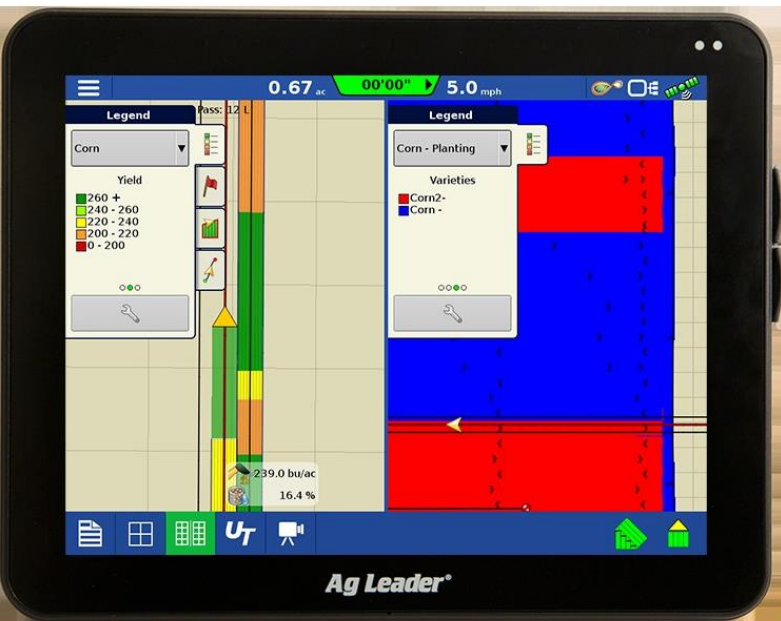 0.67 ac
00'00"
5.0 mph
Pass: 12 L
Legend
Corn
Yield
260 +
240 - 260
220 - 240
200 - 220
0 - 200
239.0 bu/ac
16.4 %
Legend
Corn - Planting
Varieties
Corn2-
Corn -
UT
Ag Leader®